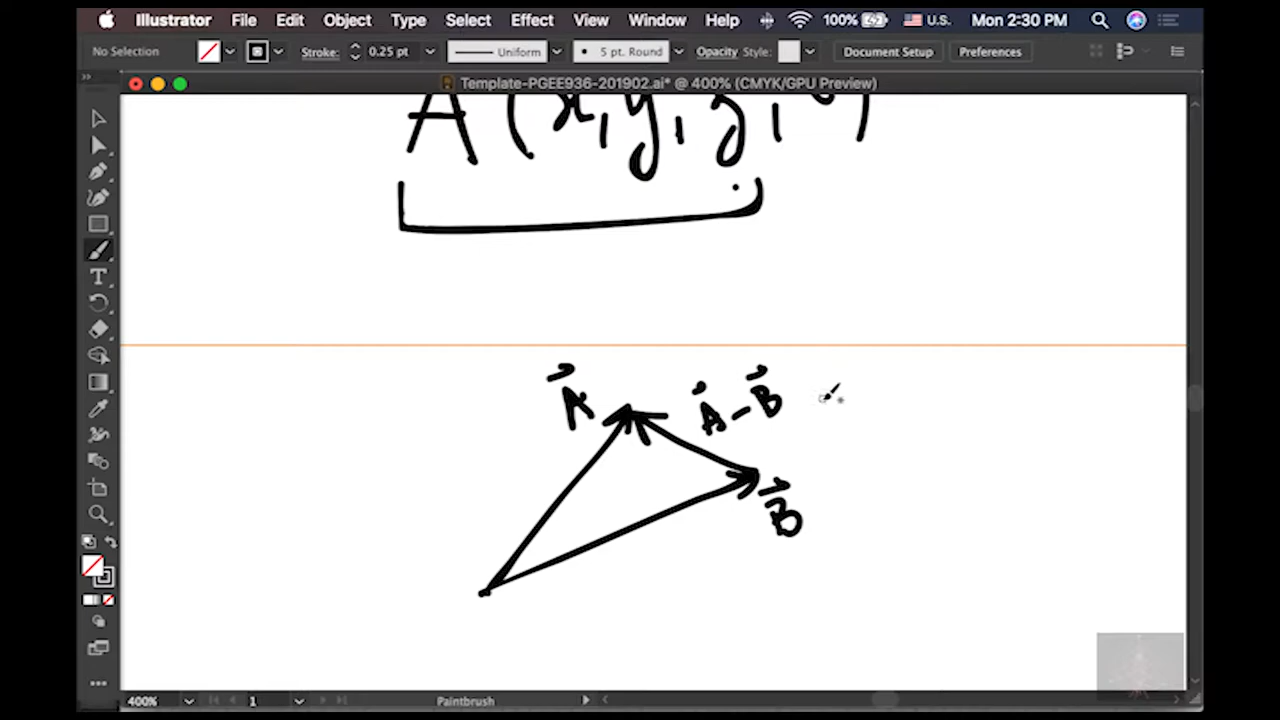 Illustrator File Edit Object Type Select Effect View Window Help 100% U.S. Mon 2:30 PM
No Selection Stroke: 0.25 pt Uniform 5 pt. Round Opacity Style: Document Setup Preferences
Template-PGEE936-201902.ai* @ 400% (CMYK/GPU Preview)
A (x, y, z,
A⃗
A⃗ - B⃗
B⃗
400% 1 Paintbrush